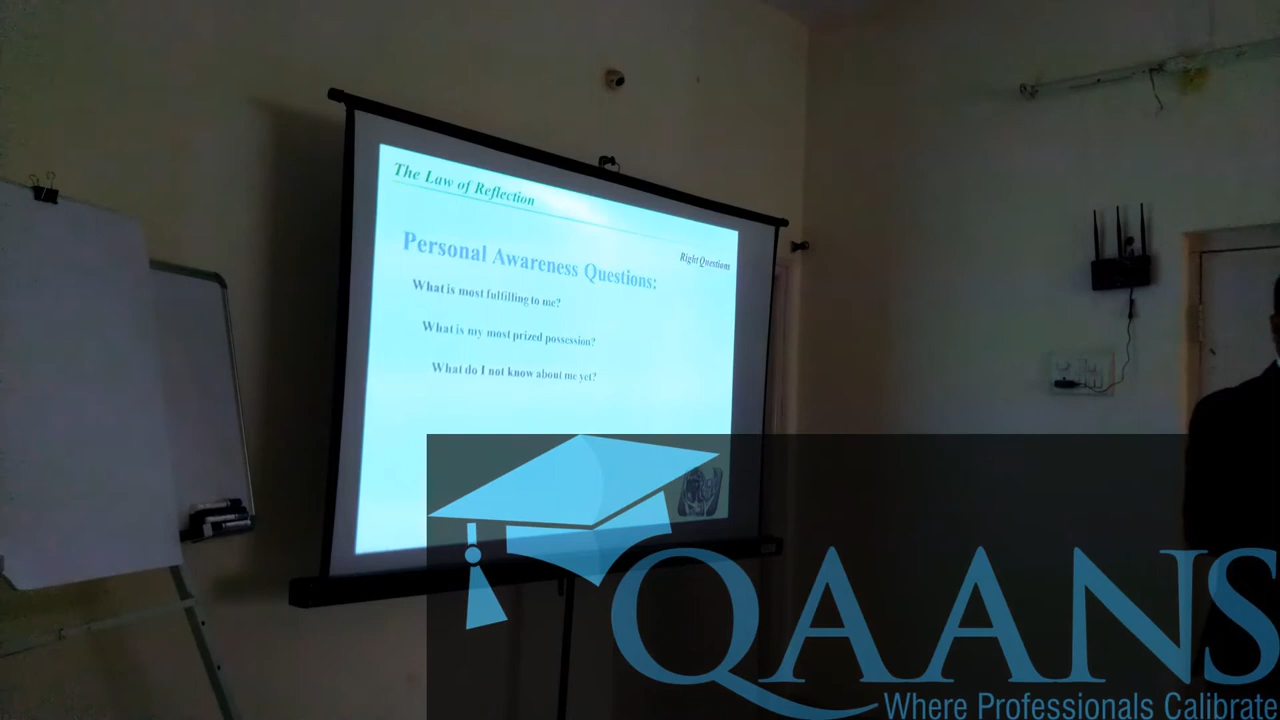 The Law of Reflection
Right Questions
Personal Awareness Questions:
What is most fulfilling to me?
What is my most prized possession?
What do I not know about me yet?
QAANS
Where Professionals Calibrate